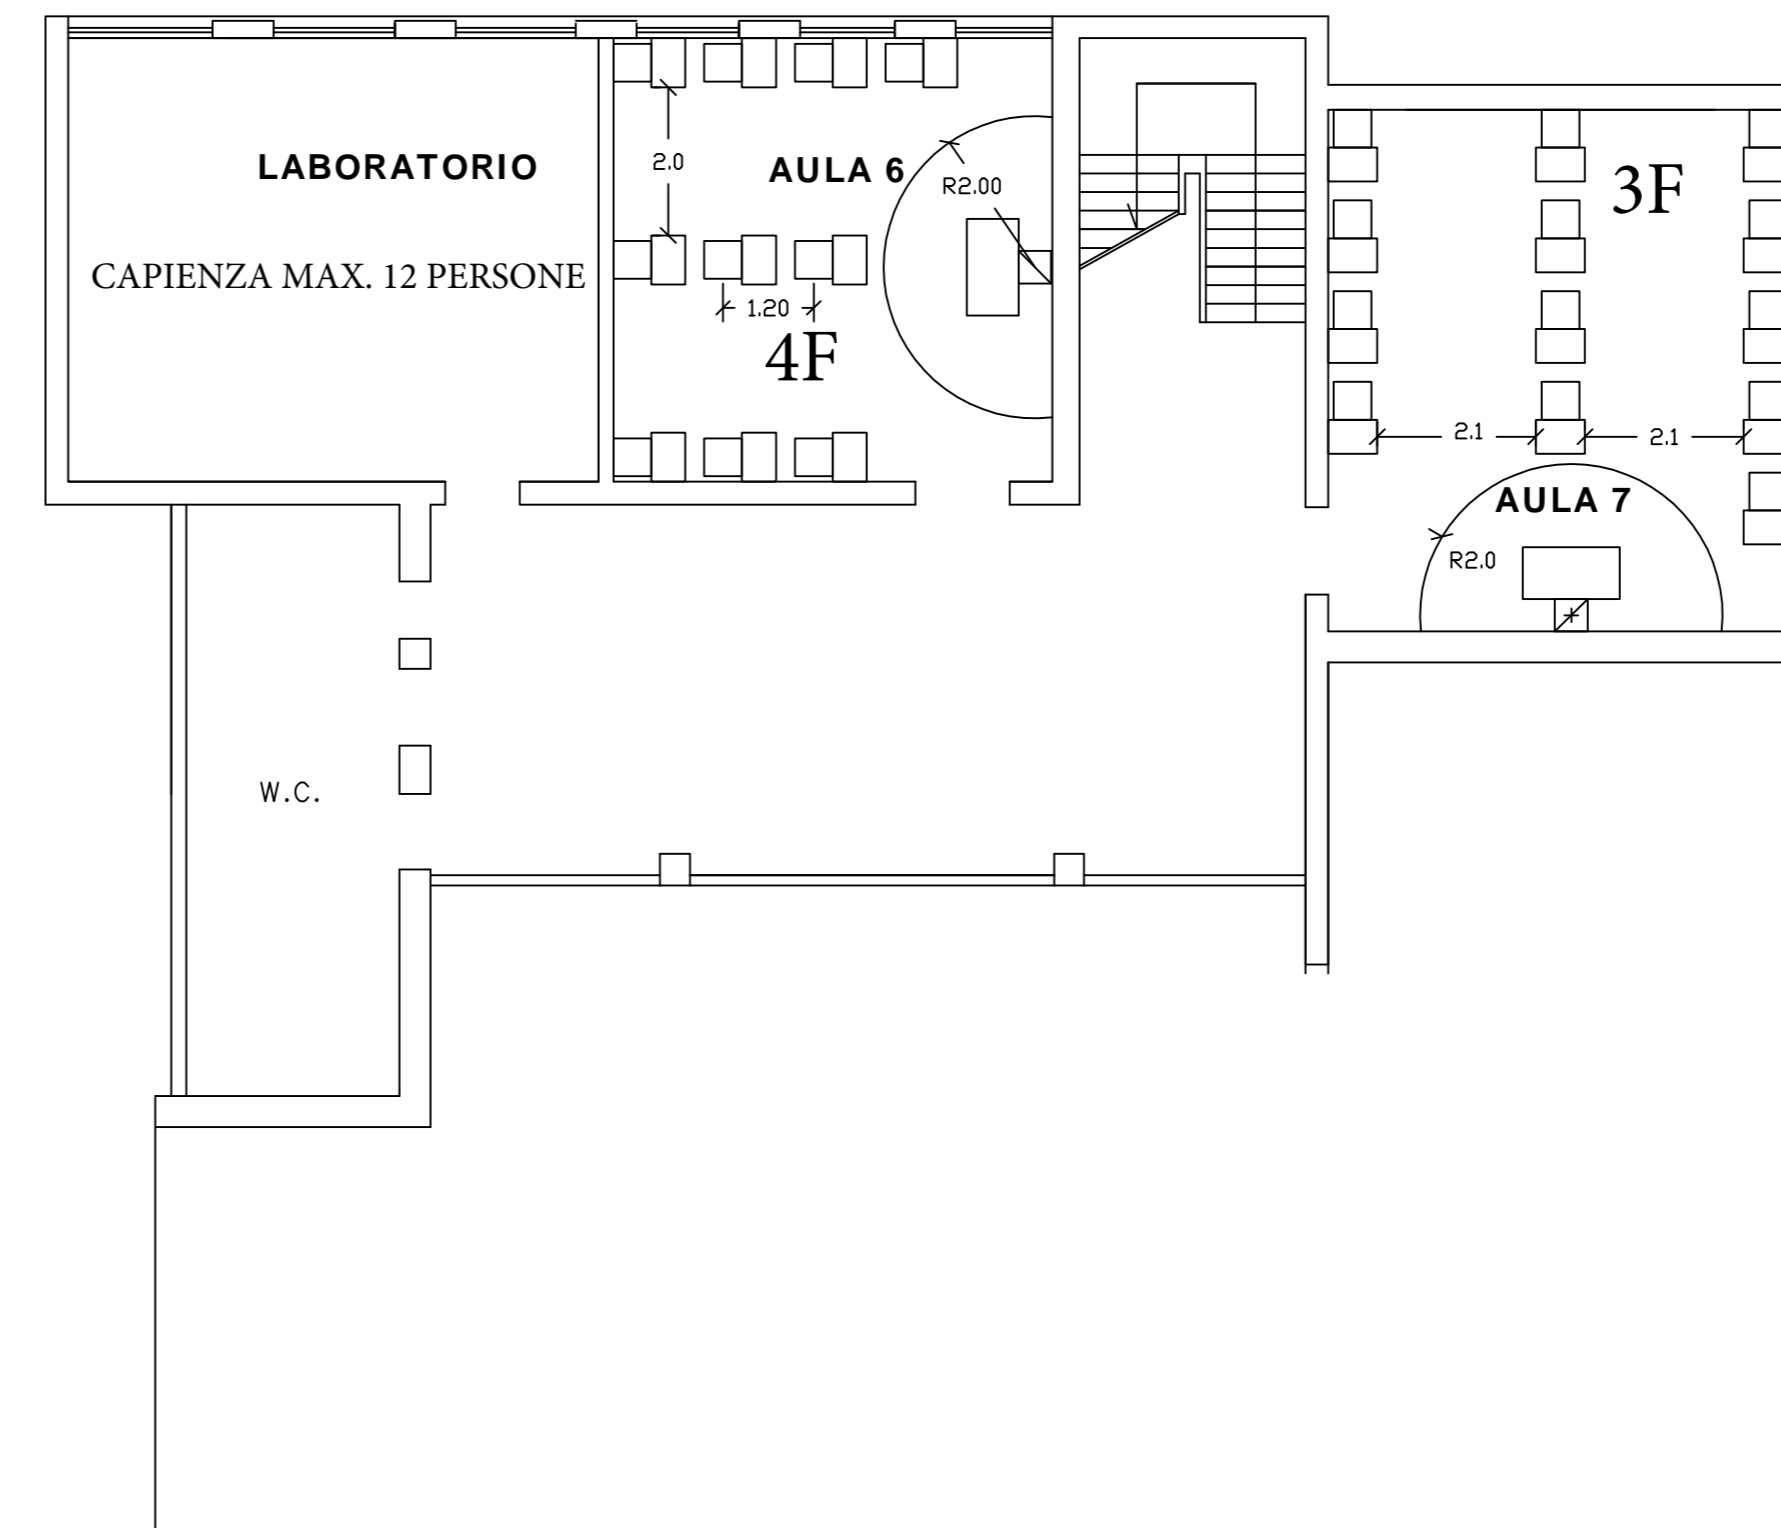 LABORATORIO
CAPIENZA MAX. 12 PERSONE
2.0
AULA 6
R2.00
1.20
4F
3F
2.1
2.1
AULA 7
R2.0
W.C.